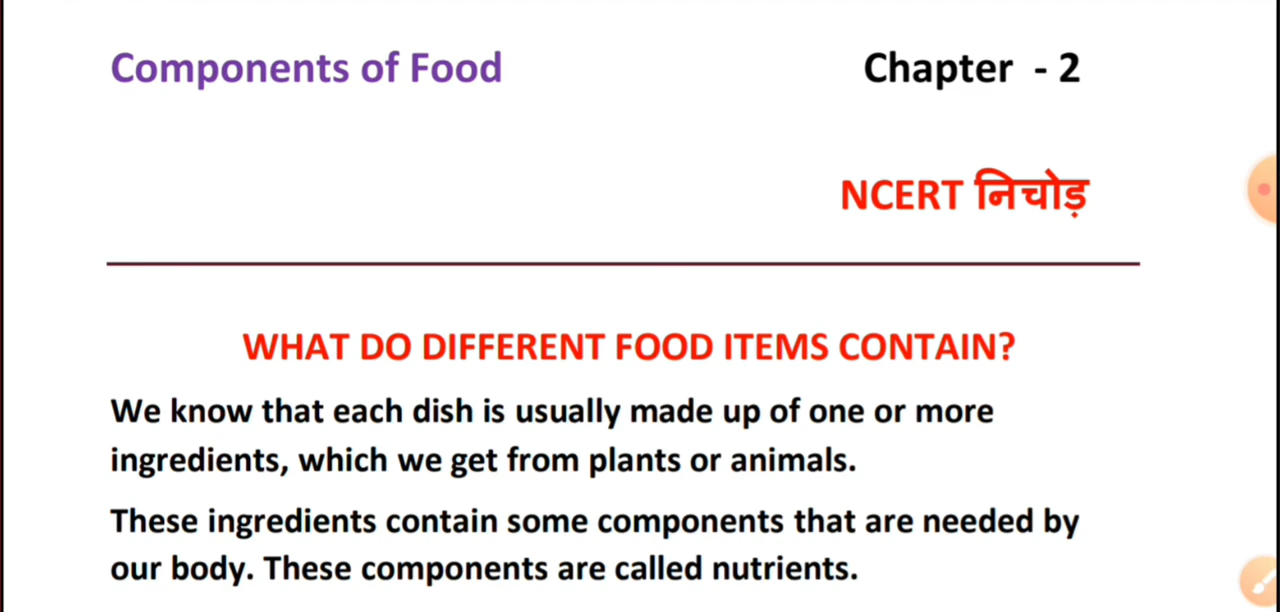 Components of Food Chapter - 2
NCERT निचोड़
WHAT DO DIFFERENT FOOD ITEMS CONTAIN?
We know that each dish is usually made up of one or more
ingredients, which we get from plants or animals.
These ingredients contain some components that are needed by
our body. These components are called nutrients.